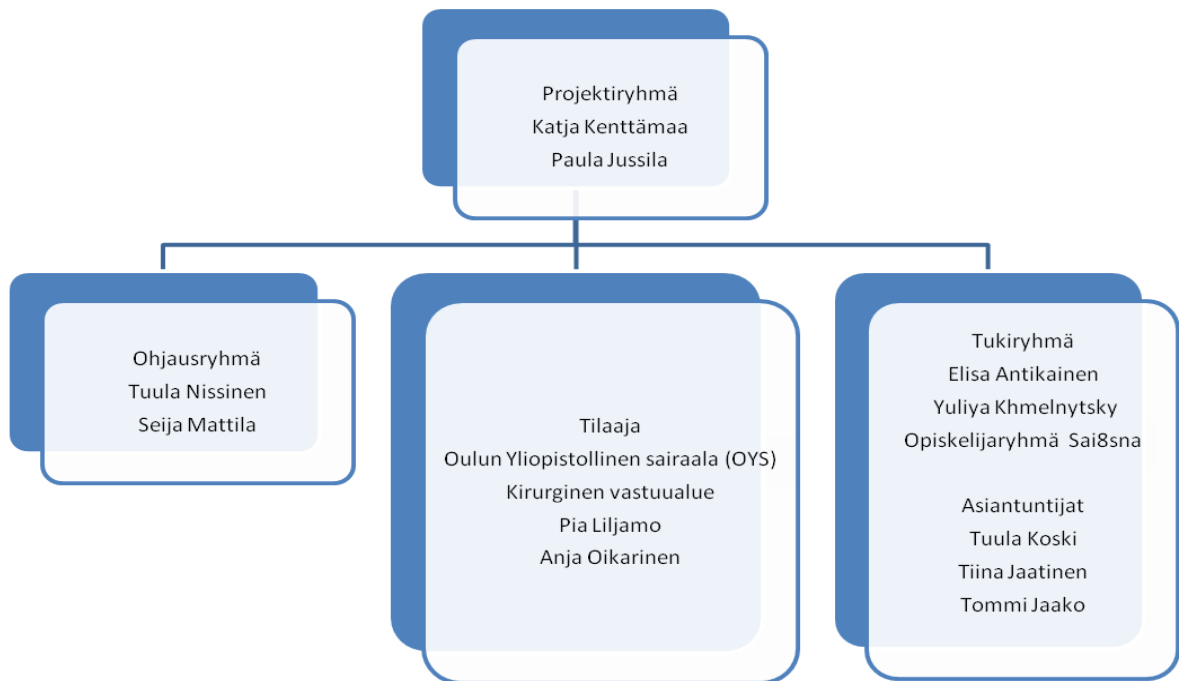 Projektiryhmä
Katja Kenttämaa
Paula Jussila
Ohjausryhmä
Tuula Nissinen
Seija Mattila
Tilaaja
Oulun Yliopistollinen sairaala (OYS)
Kirurginen vastuualue
Pia Liljamo
Anja Oikarinen
Tukiryhmä
Elisa Antikainen
Yuliya Khmelnytsky
Opiskelijaryhmä Sai8sna
Asiantuntijat
Tuula Koski
Tiina Jaatinen
Tommi Jaako